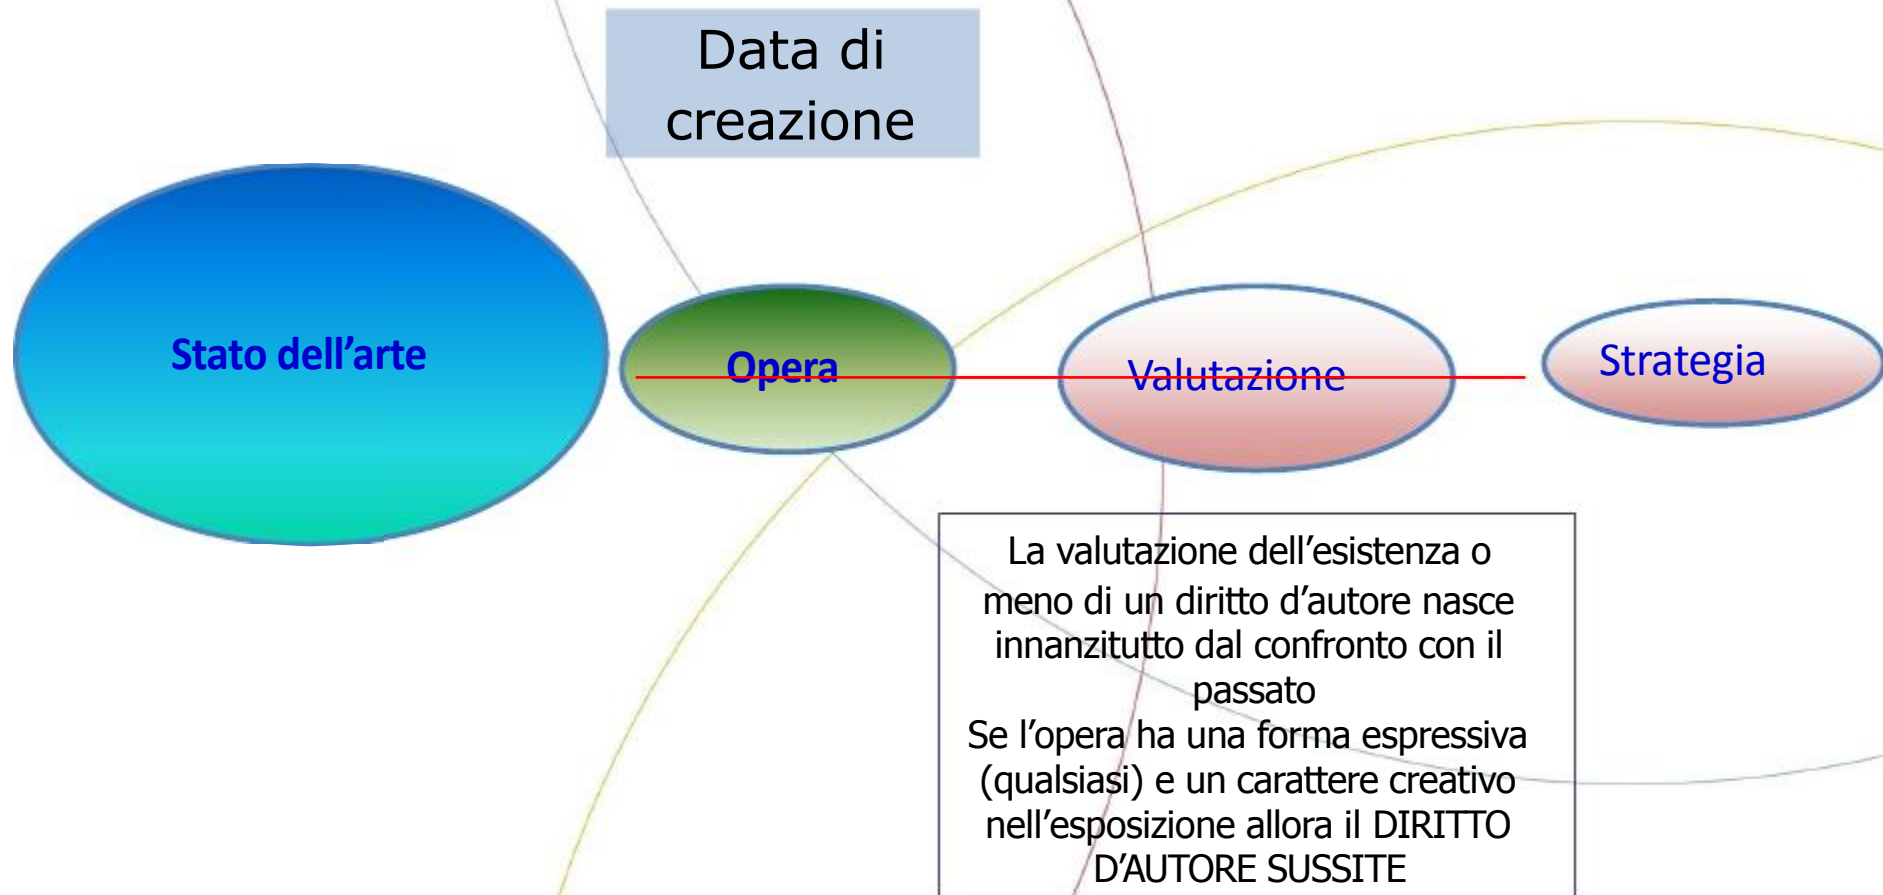 Data di
creazione
Stato dell’arte
Opera
Valutazione
Strategia
La valutazione dell’esistenza o
meno di un diritto d’autore nasce
innanzitutto dal confronto con il
passato
Se l’opera ha una forma espressiva
(qualsiasi) e un carattere creativo
nell’esposizione allora il DIRITTO
D’AUTORE SUSSITE